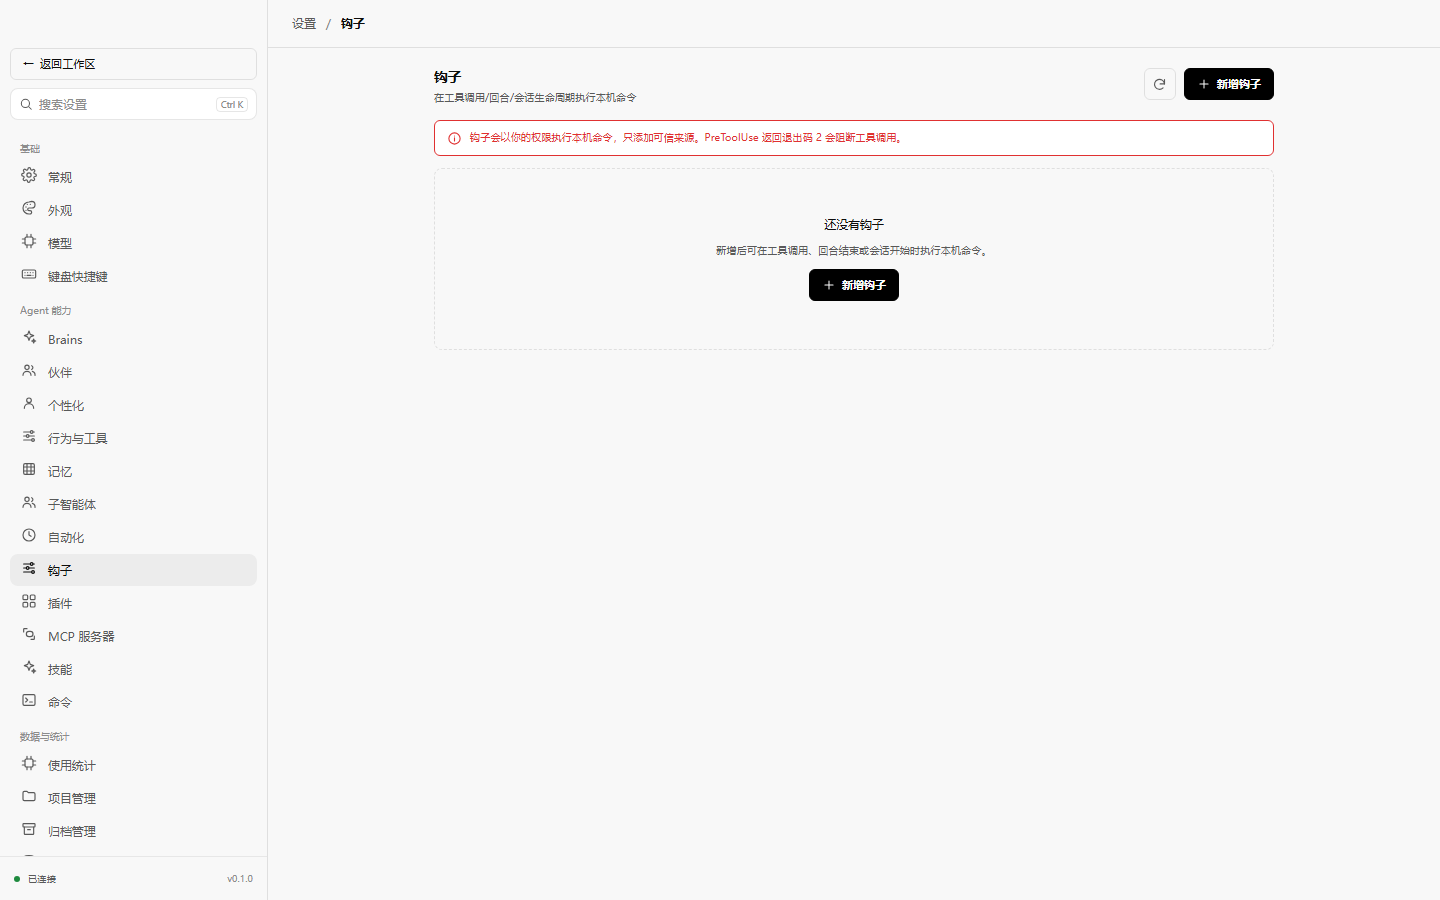 ← 返回工作区
搜索设置 Ctrl K
基础
常规
外观
模型
键盘快捷键
Agent 能力
Brains
伙伴
个性化
行为与工具
记忆
子智能体
自动化
钩子
插件
MCP 服务器
技能
命令
数据与统计
使用统计
项目管理
归档管理
已连接 v0.1.0
设置 / 钩子
钩子
在工具调用/回合/会话生命周期执行本机命令
新增钩子
钩子会以你的权限执行本机命令，只添加可信来源。PreToolUse 返回退出码 2 会阻断工具调用。
还没有钩子
新增后可在工具调用、回合结束或会话开始时执行本机命令。
新增钩子